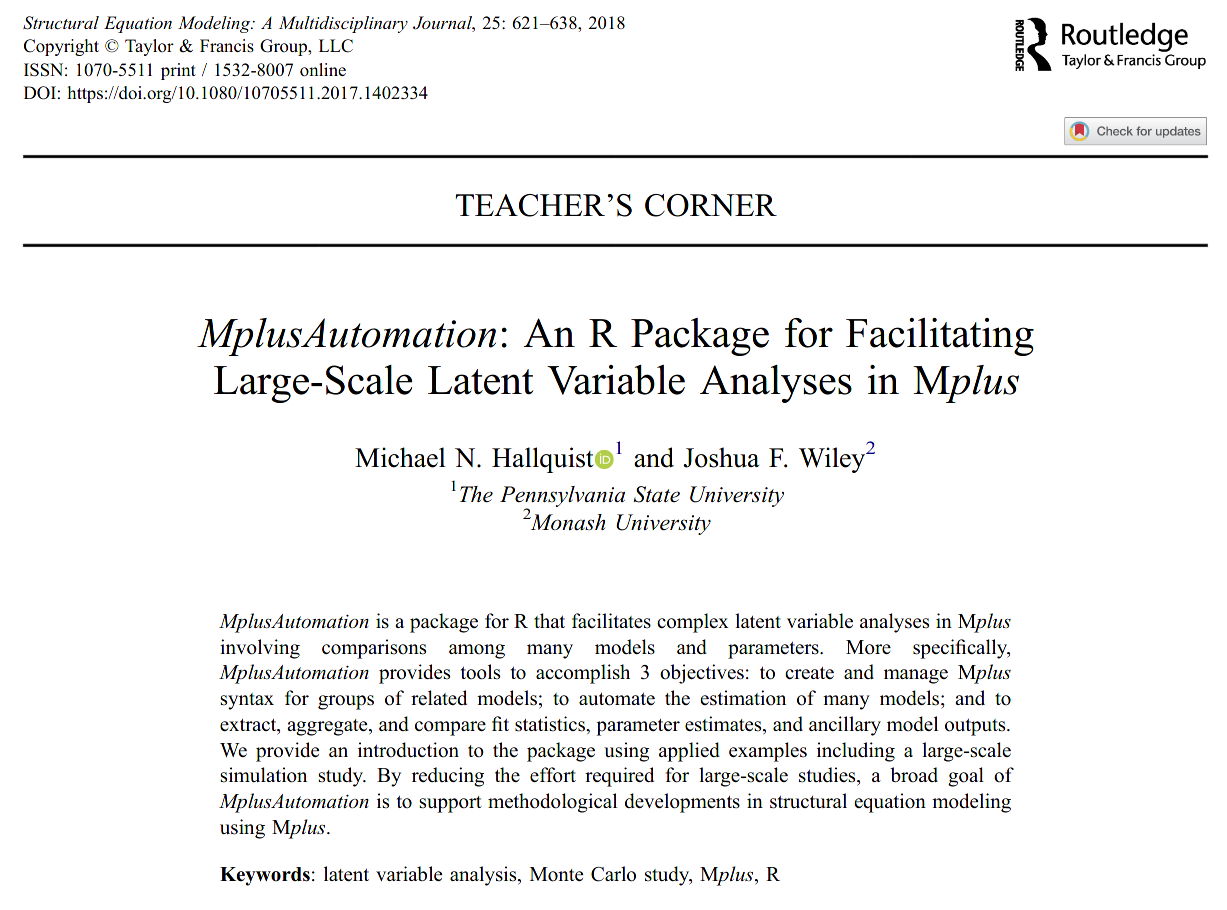 Structural Equation Modeling: A Multidisciplinary Journal, 25: 621–638, 2018
Copyright © Taylor & Francis Group, LLC
ISSN: 1070-5511 print / 1532-8007 online
DOI: https://doi.org/10.1080/10705511.2017.1402334
ROUTLEDGE
Routledge
Taylor & Francis Group
Check for updates
TEACHER’S CORNER
MplusAutomation: An R Package for Facilitating
Large-Scale Latent Variable Analyses in Mplus
Michael N. Hallquist iD 1 and Joshua F. Wiley2
1The Pennsylvania State University
2Monash University
MplusAutomation is a package for R that facilitates complex latent variable analyses in Mplus
involving comparisons among many models and parameters. More specifically,
MplusAutomation provides tools to accomplish 3 objectives: to create and manage Mplus
syntax for groups of related models; to automate the estimation of many models; and to
extract, aggregate, and compare fit statistics, parameter estimates, and ancillary model outputs.
We provide an introduction to the package using applied examples including a large-scale
simulation study. By reducing the effort required for large-scale studies, a broad goal of
MplusAutomation is to support methodological developments in structural equation modeling
using Mplus.
Keywords: latent variable analysis, Monte Carlo study, Mplus, R